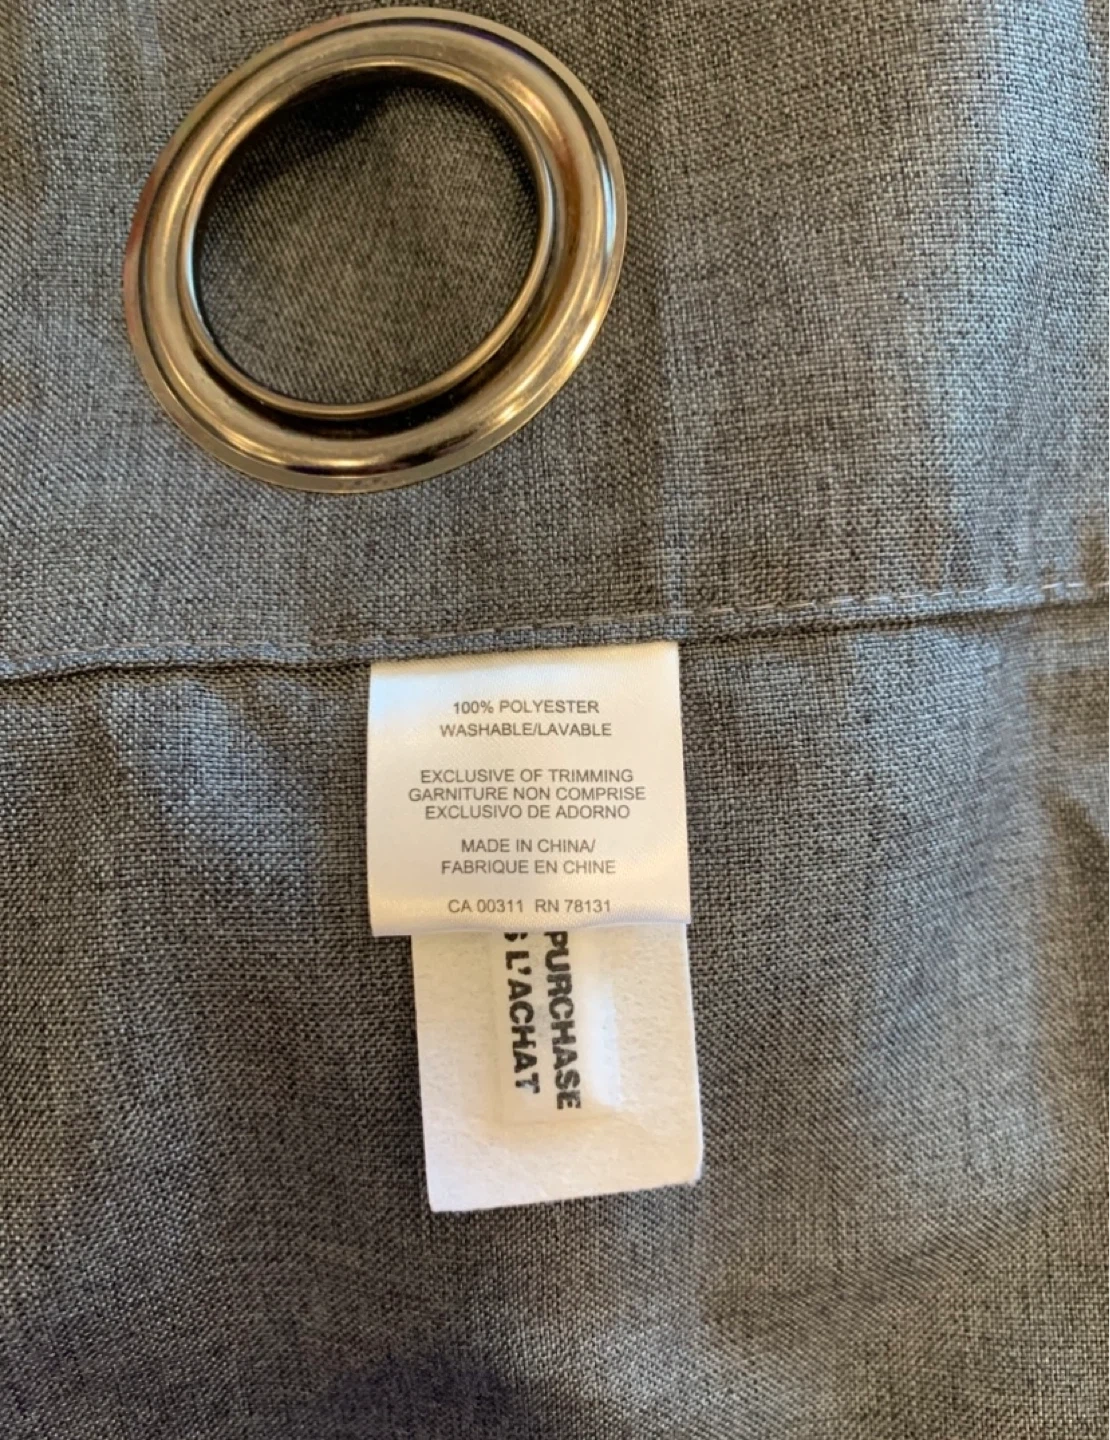 100% POLYESTER
WASHABLE/LAVABLE
EXCLUSIVE OF TRIMMING
GARNITURE NON COMPRISE
EXCLUSIVO DE ADORNO
MADE IN CHINA/
FABRIQUE EN CHINE
CA 00311 RN 78131
PURCHASE
L'ACHAT